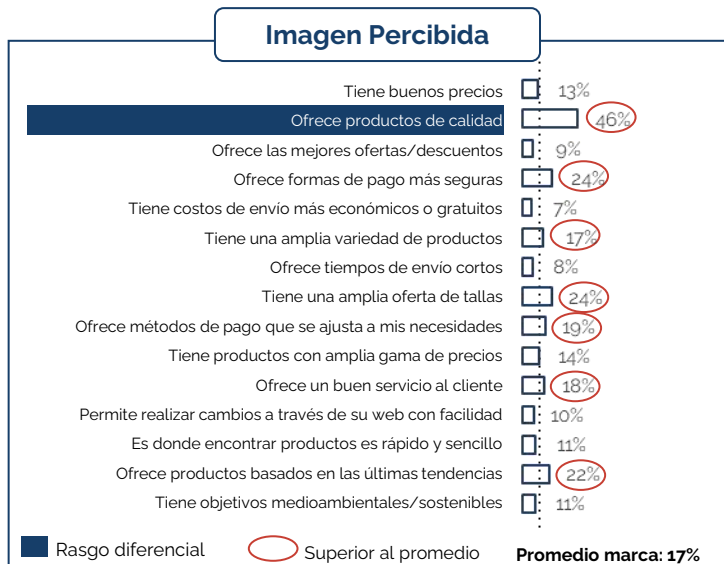 Imagen Percibida
Tiene buenos precios 13%
Ofrece productos de calidad 46%
Ofrece las mejores ofertas/descuentos 9%
Ofrece formas de pago más seguras 24%
Tiene costos de envío más económicos o gratuitos 7%
Tiene una amplia variedad de productos 17%
Ofrece tiempos de envío cortos 8%
Tiene una amplia oferta de tallas 24%
Ofrece métodos de pago que se ajusta a mis necesidades 19%
Tiene productos con amplia gama de precios 14%
Ofrece un buen servicio al cliente 18%
Permite realizar cambios a través de su web con facilidad 10%
Es donde encontrar productos es rápido y sencillo 11%
Ofrece productos basados en las últimas tendencias 22%
Tiene objetivos medioambientales/sostenibles 11%
Rasgo diferencial Superior al promedio Promedio marca: 17%